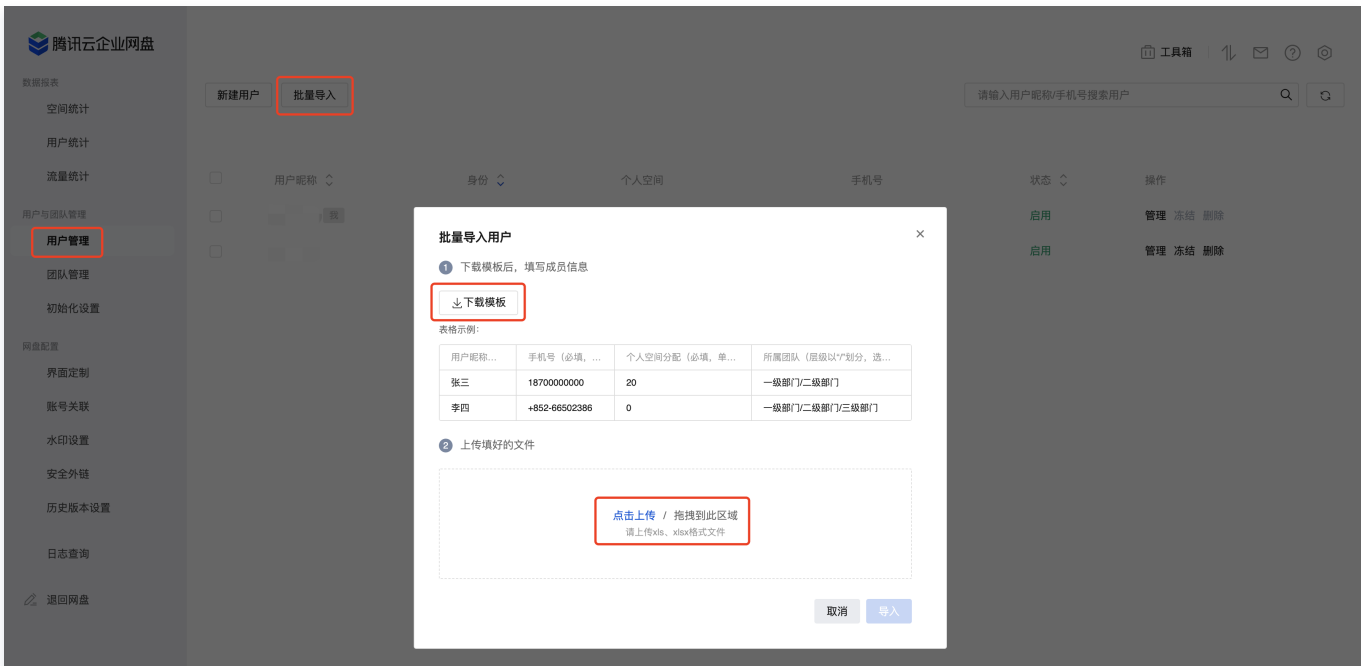 腾讯云企业网盘
工具箱
数据报表
空间统计
用户统计
流量统计
用户与团队管理
用户管理
团队管理
初始化设置
网盘配置
界面定制
账号关联
水印设置
安全外链
历史版本设置
日志查询
退回网盘
新建用户 批量导入 请输入用户昵称/手机号搜索用户
用户昵称 身份 个人空间 手机号 状态 操作
启用 管理 冻结 删除
启用 管理 冻结 删除
批量导入用户
1 下载模板后，填写成员信息
下载模板
表格示例：
用户昵称... 手机号（必填，... 个人空间分配（必填，单... 所属团队（层级以"/"划分，选...
张三 18700000000 20 一级部门/二级部门
李四 +852-66502386 0 一级部门/二级部门/三级部门
2 上传填好的文件
点击上传 / 拖拽到此区域
请上传xls、xlsx格式文件
取消 导入